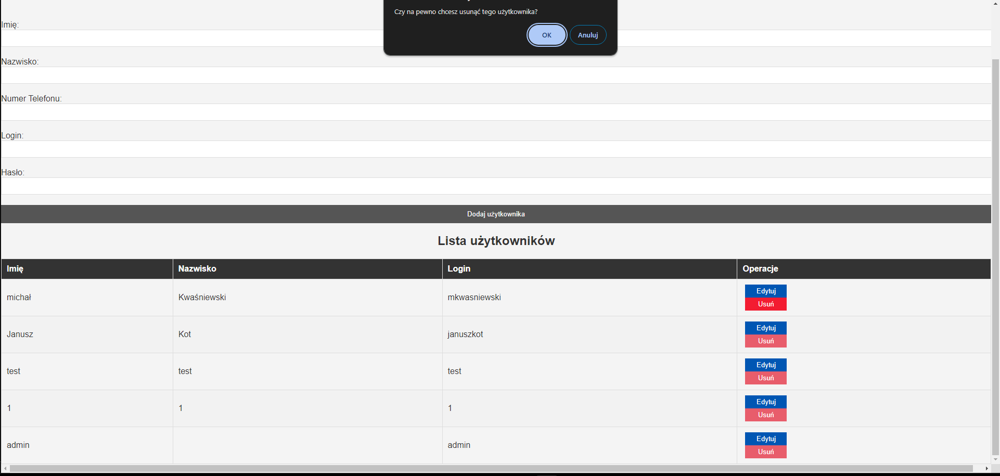 Czy na pewno chcesz usunąć tego użytkownika?
OK Anuluj
Imię:
Nazwisko:
Numer Telefonu:
Login:
Hasło:
Dodaj użytkownika
Lista użytkowników
Imię Nazwisko Login Operacje
michał Kwaśniewski mkwasniewski Edytuj
Usuń
Janusz Kot januszkot Edytuj
Usuń
test test test Edytuj
Usuń
1 1 1 Edytuj
Usuń
admin admin Edytuj
Usuń